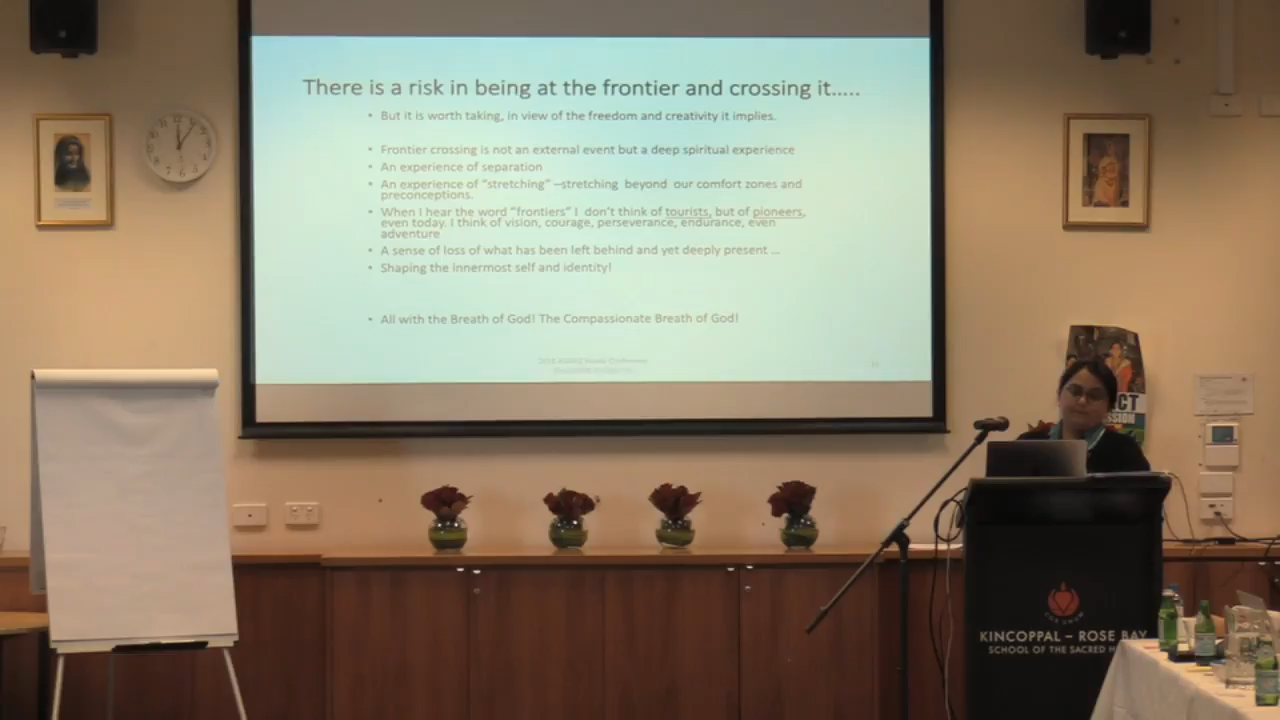 There is a risk in being at the frontier and crossing it.....
• But it is worth taking, in view of the freedom and creativity it implies.
• Frontier crossing is not an external event but a deep spiritual experience
• An experience of separation
• An experience of "stretching" –stretching beyond our comfort zones and
preconceptions.
• When I hear the word "frontiers" I don't think of tourists, but of pioneers,
even today. I think of vision, courage, perseverance, endurance, even
adventure
• A sense of loss of what has been left behind and yet deeply present ...
• Shaping the innermost self and identity!
• All with the Breath of God! The Compassionate Breath of God!
KINCOPPAL – ROSE BAY
SCHOOL OF THE SACRED